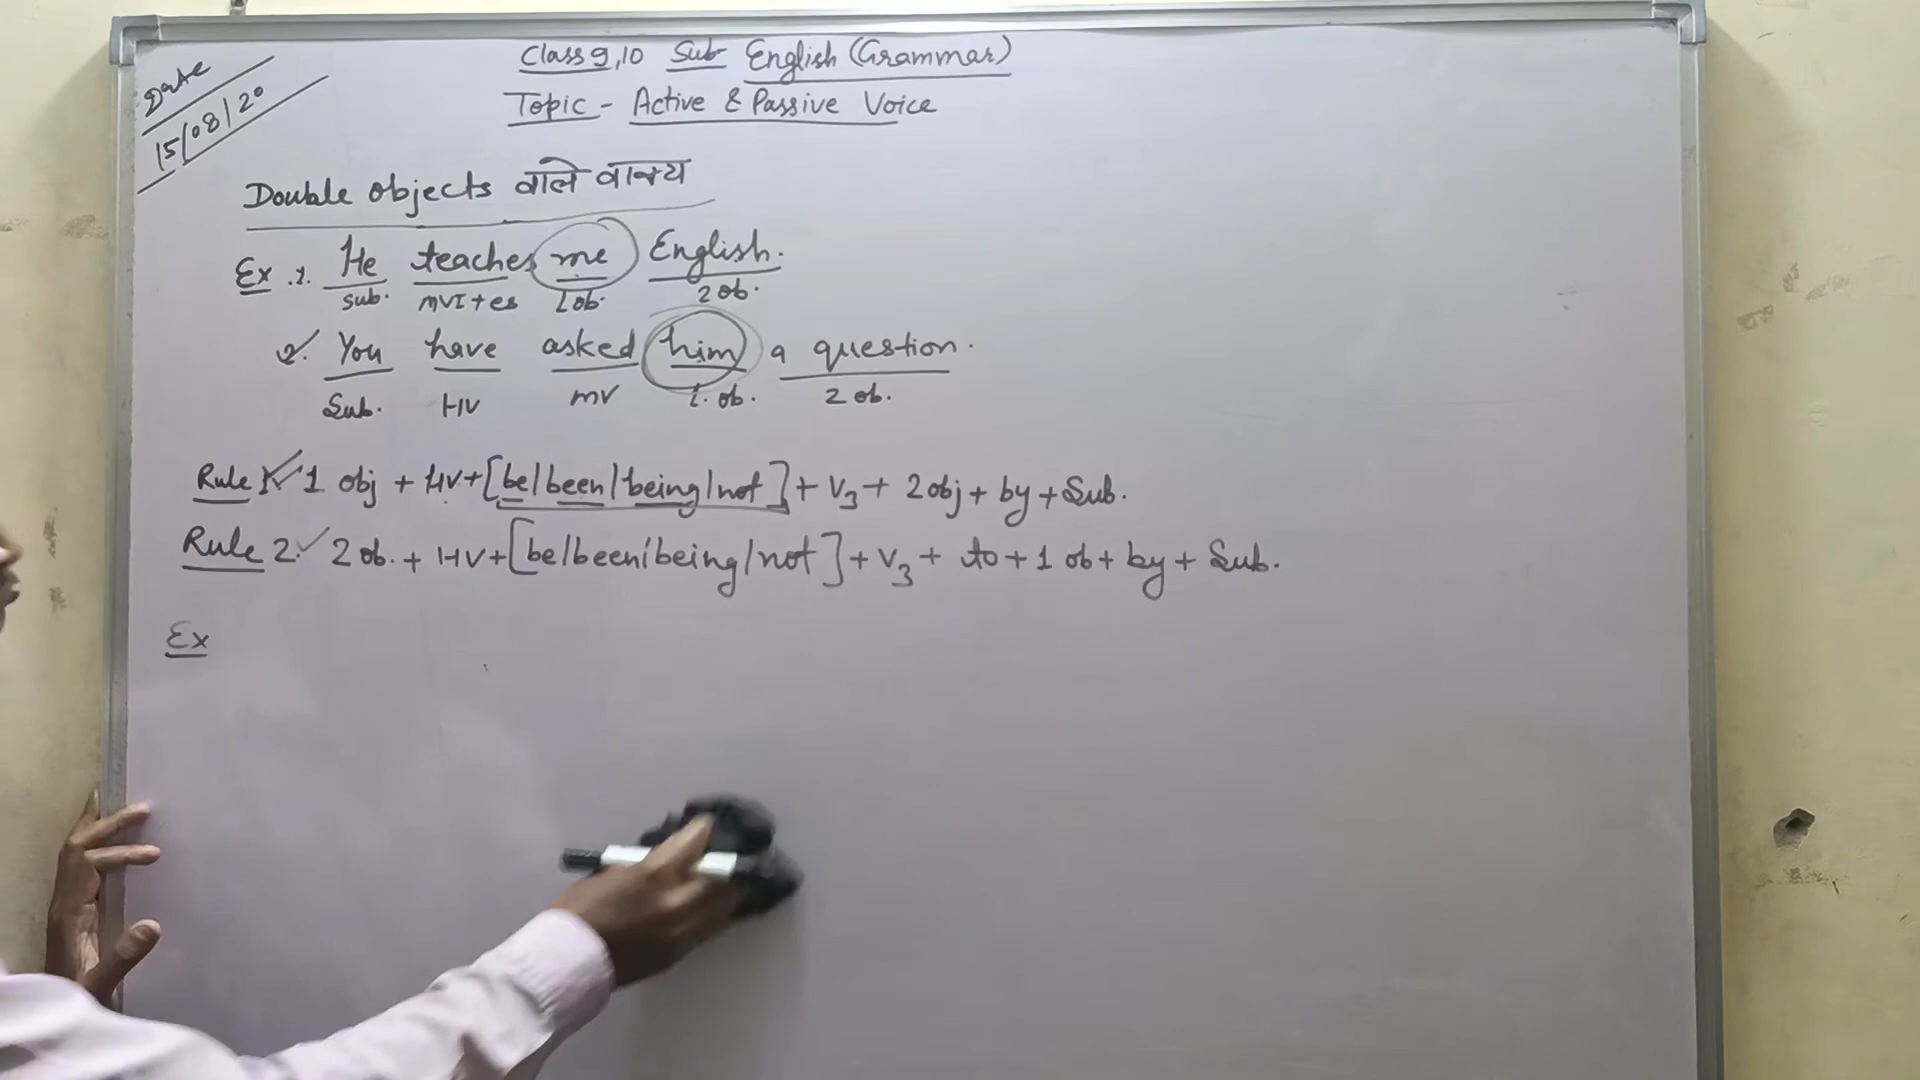 Date
15/08/20
Class 9,10 Sub- English (Grammar)
Topic - Active & Passive Voice
Double objects वाले वाक्य
Ex .1. He teaches me English.
Sub. MVI+es 1ob. 2ob.
2. You have asked him a question.
Sub. HV MV 1.ob. 2 ob.
Rule 1. 1 obj + HV+[be/been/being/not]+ V3+ 2obj + by + Sub.
Rule 2. 2 ob. + HV+[be/been/being/not]+ V3 + to + 1 ob + by + Sub.
Ex